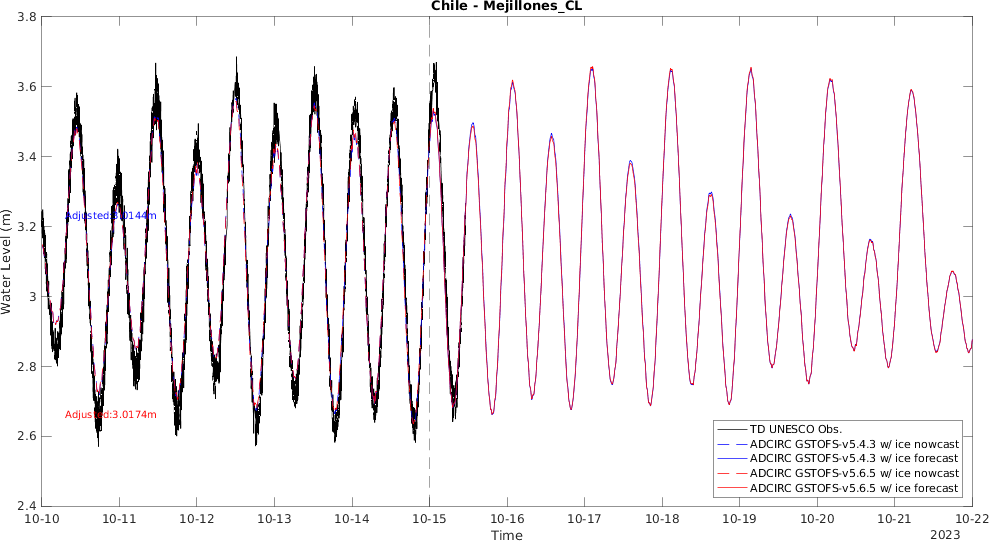 Chile - Mejillones_CL
3.8
3.6
3.4
3.2
3
2.8
2.6
2.4
Water Level (m)
Adjusted:3.0144m
Adjusted:3.0174m
TD UNESCO Obs.
ADCIRC GSTOFS-v5.4.3 w/ ice nowcast
ADCIRC GSTOFS-v5.4.3 w/ ice forecast
ADCIRC GSTOFS-v5.6.5 w/ ice nowcast
ADCIRC GSTOFS-v5.6.5 w/ ice forecast
10-10 10-11 10-12 10-13 10-14 10-15 10-16 10-17 10-18 10-19 10-20 10-21 10-22
Time
2023